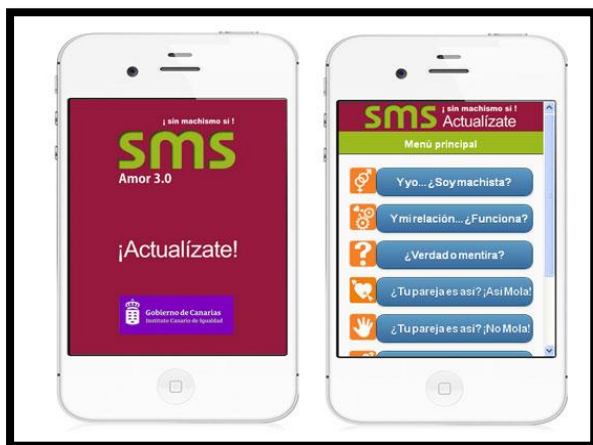 ¡ sin machismo sí !
sms
Amor 3.0
¡Actualízate!
Gobierno de Canarias
Instituto Canario de Igualdad
¡ sin machismo sí !
sms Actualízate
Menú principal
Y yo... ¿Soy machista?
Y mi relación... ¿Funciona?
¿Verdad o mentira?
¿Tu pareja es así? ¡Así Mola!
¿Tu pareja es así? ¡No Mola!